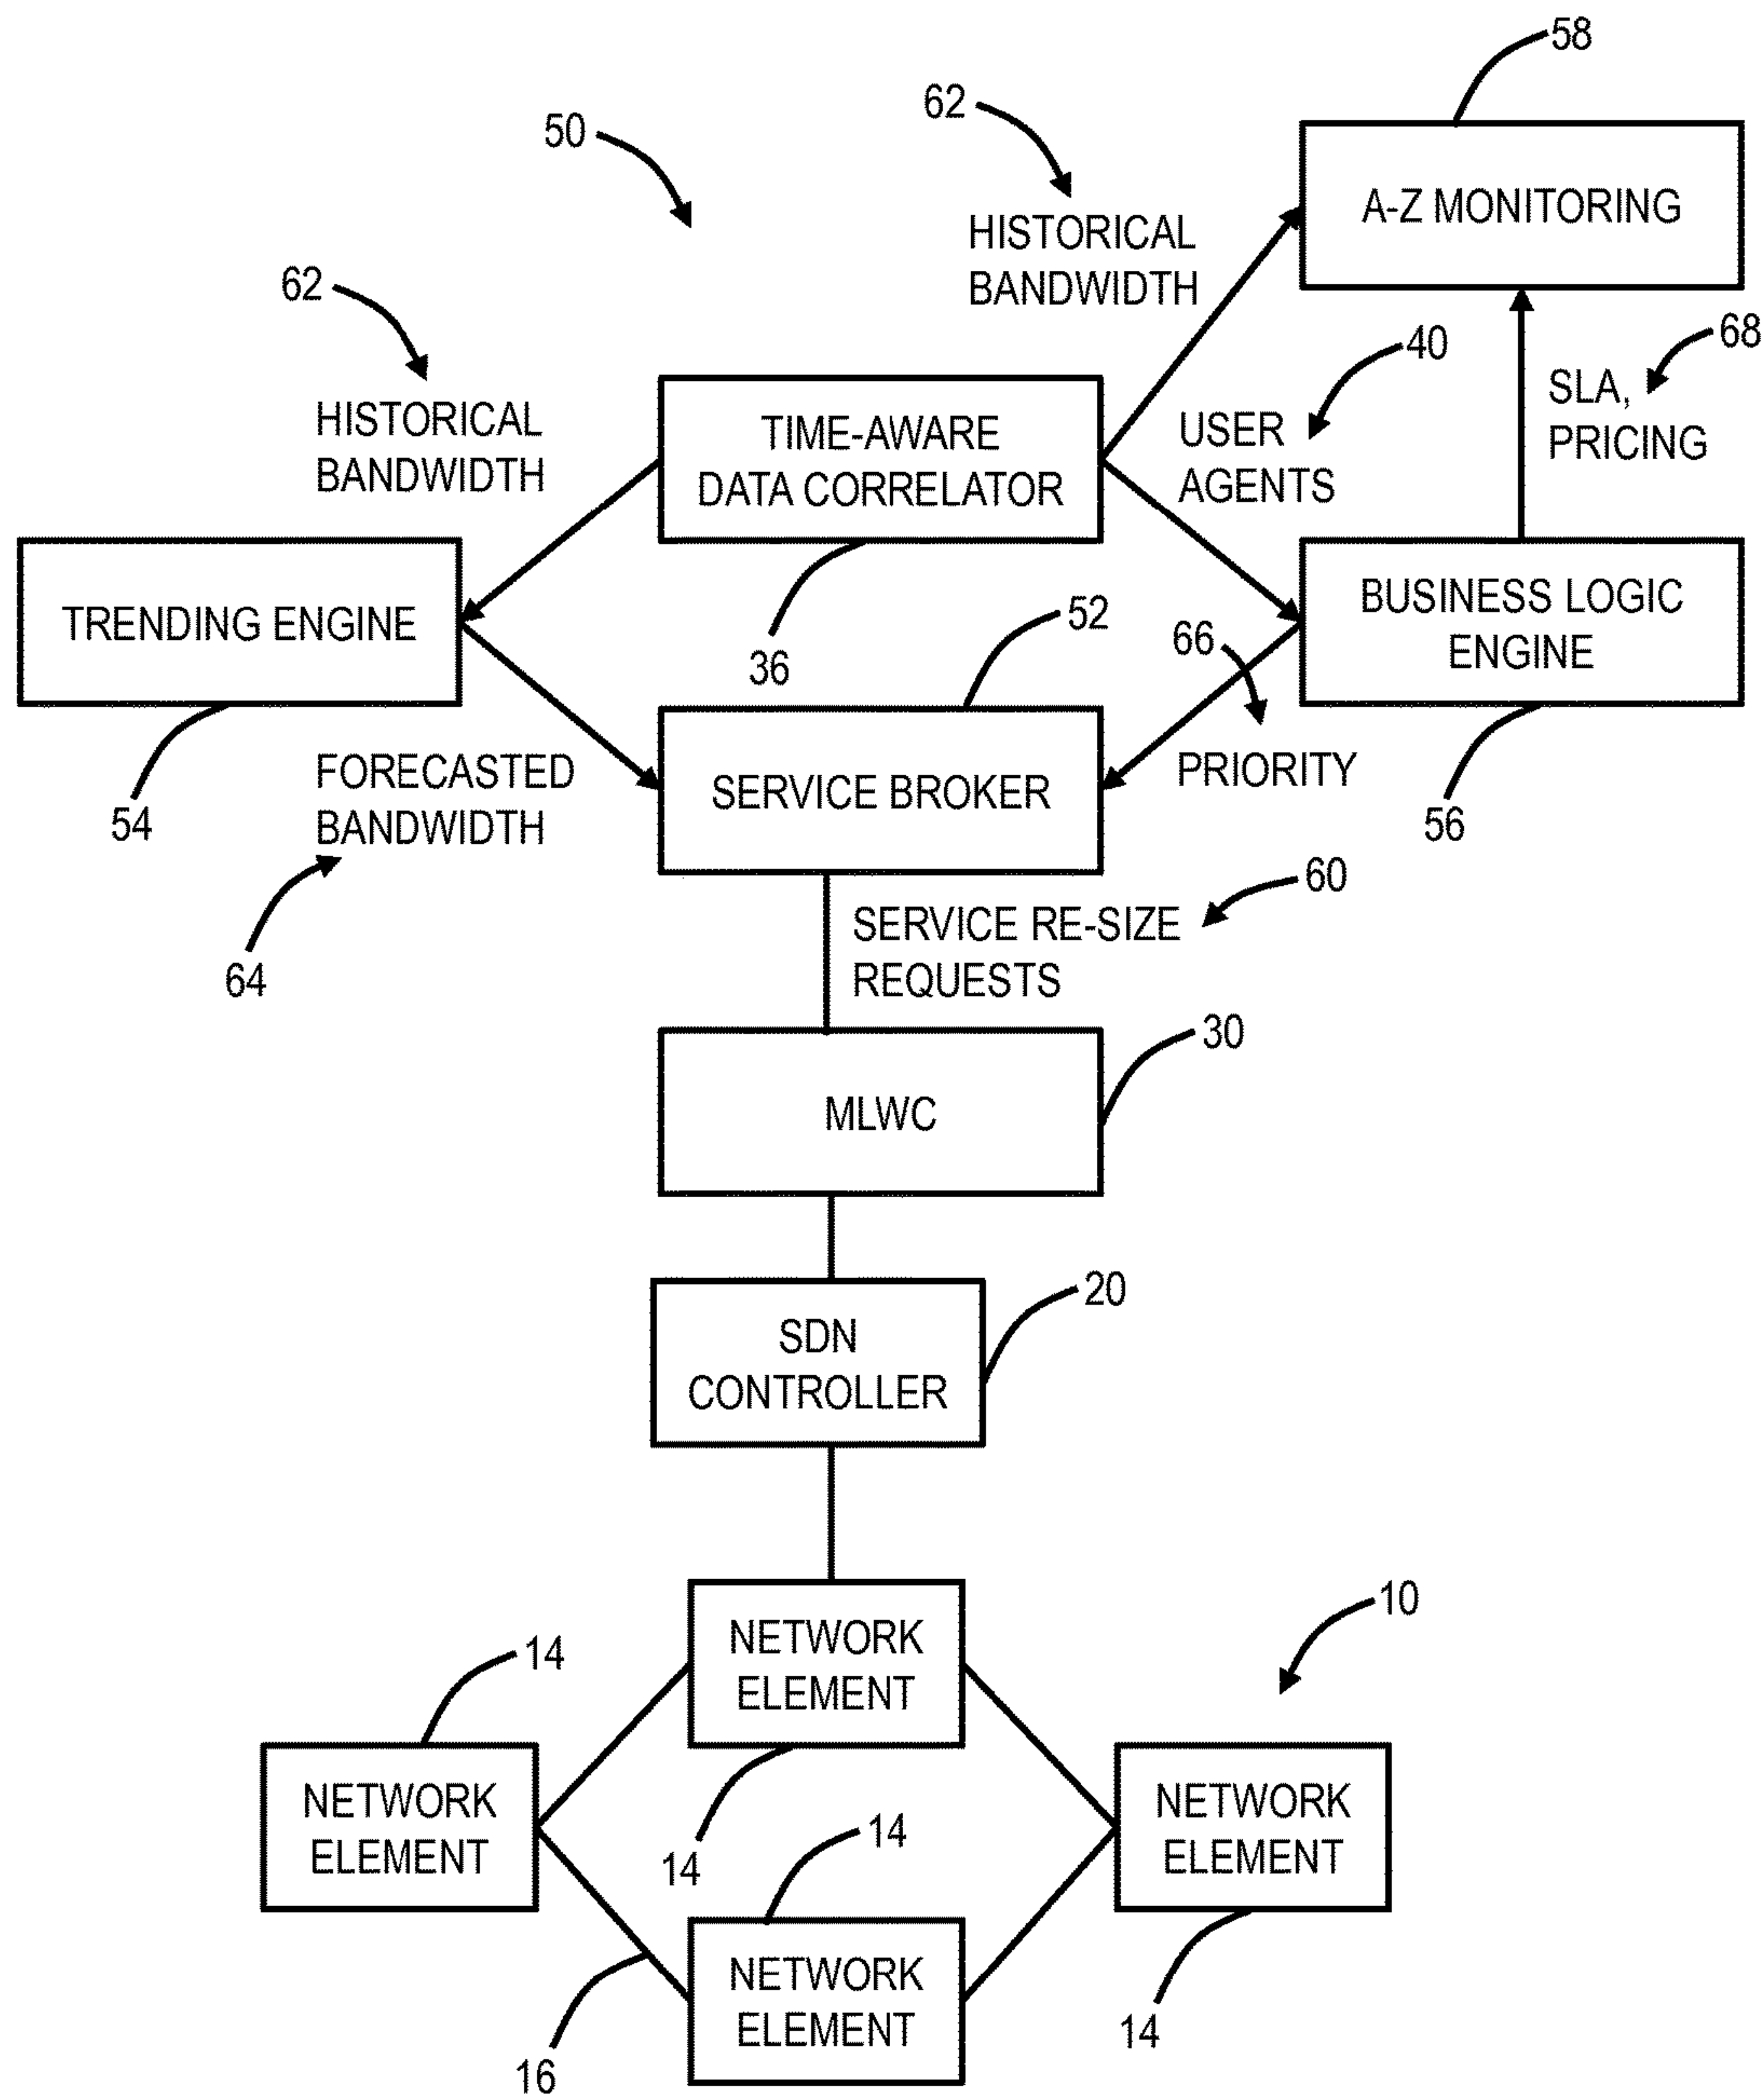 58
62
50
A-Z MONITORING
HISTORICAL
BANDWIDTH
62
68
40
SLA,
PRICING
HISTORICAL
BANDWIDTH
TIME-AWARE
DATA CORRELATOR
USER
AGENTS
TRENDING ENGINE
BUSINESS LOGIC
ENGINE
36
52
66
54
FORECASTED
BANDWIDTH
SERVICE BROKER
PRIORITY
56
60
64
SERVICE RE-SIZE
REQUESTS
30
MLWC
20
SDN
CONTROLLER
10
14
NETWORK
ELEMENT
NETWORK
ELEMENT
14
14
NETWORK
ELEMENT
NETWORK
ELEMENT
14
16